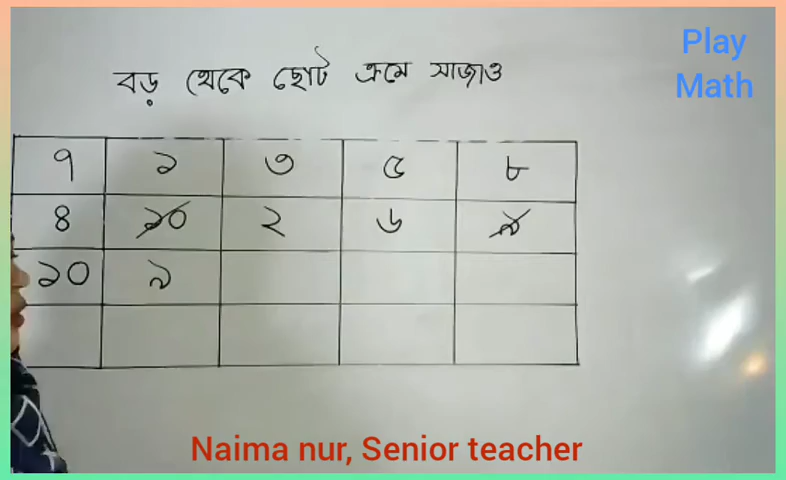 Play
Math
বড় থেকে ছোট ক্রমে সাজাও
৭ ১ ৩ ৫ ৮
৪ ১০ ২ ৬ ৯
১০ ৯
Naima nur, Senior teacher